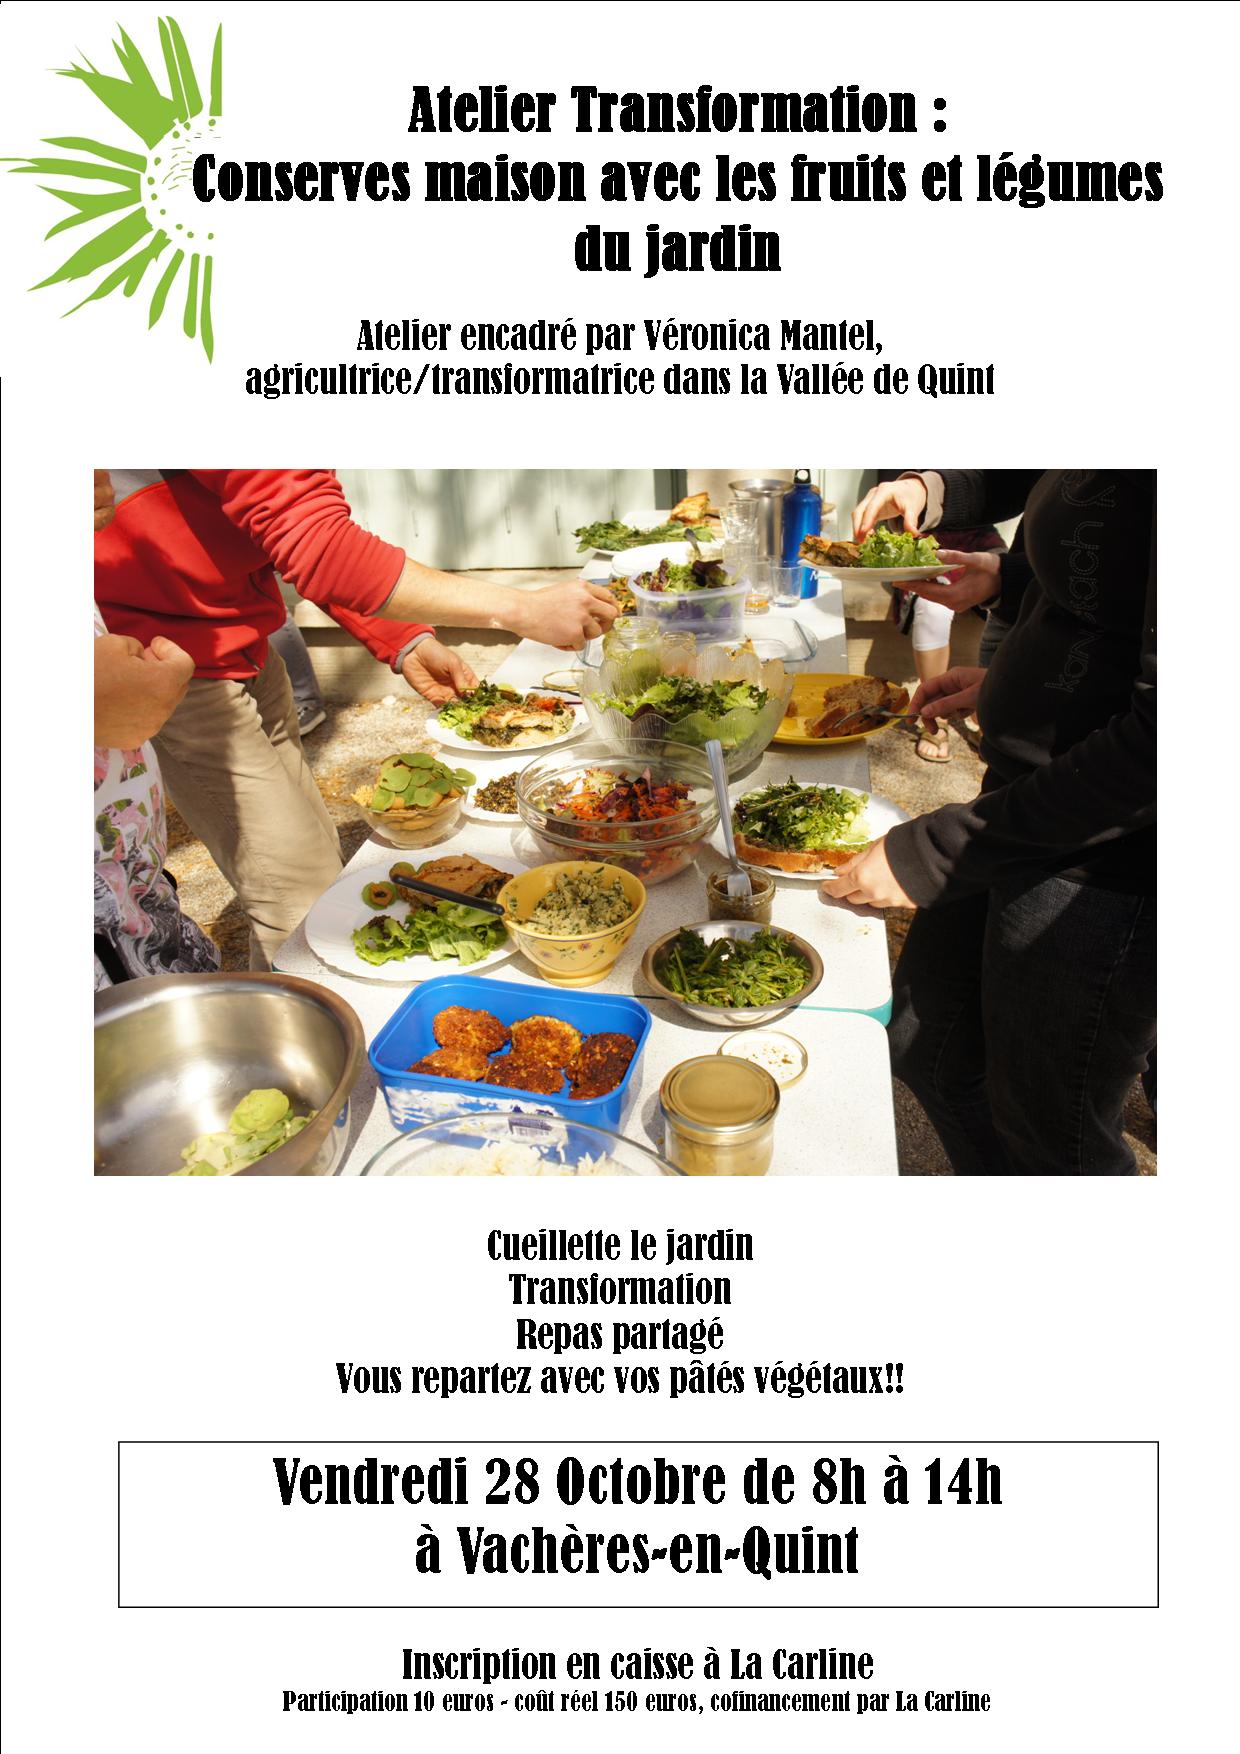 Atelier Transformation :
Conserves maison avec les fruits et légumes
du jardin
Atelier encadré par Véronica Mantel,
agricultrice/transformatrice dans la Vallée de Quint
Cueillette le jardin
Transformation
Repas partagé
Vous repartez avec vos pâtés végétaux!!
Vendredi 28 Octobre de 8h à 14h
à Vachères-en-Quint
Inscription en caisse à La Carline
Participation 10 euros - coût réel 150 euros, cofinancement par La Carline